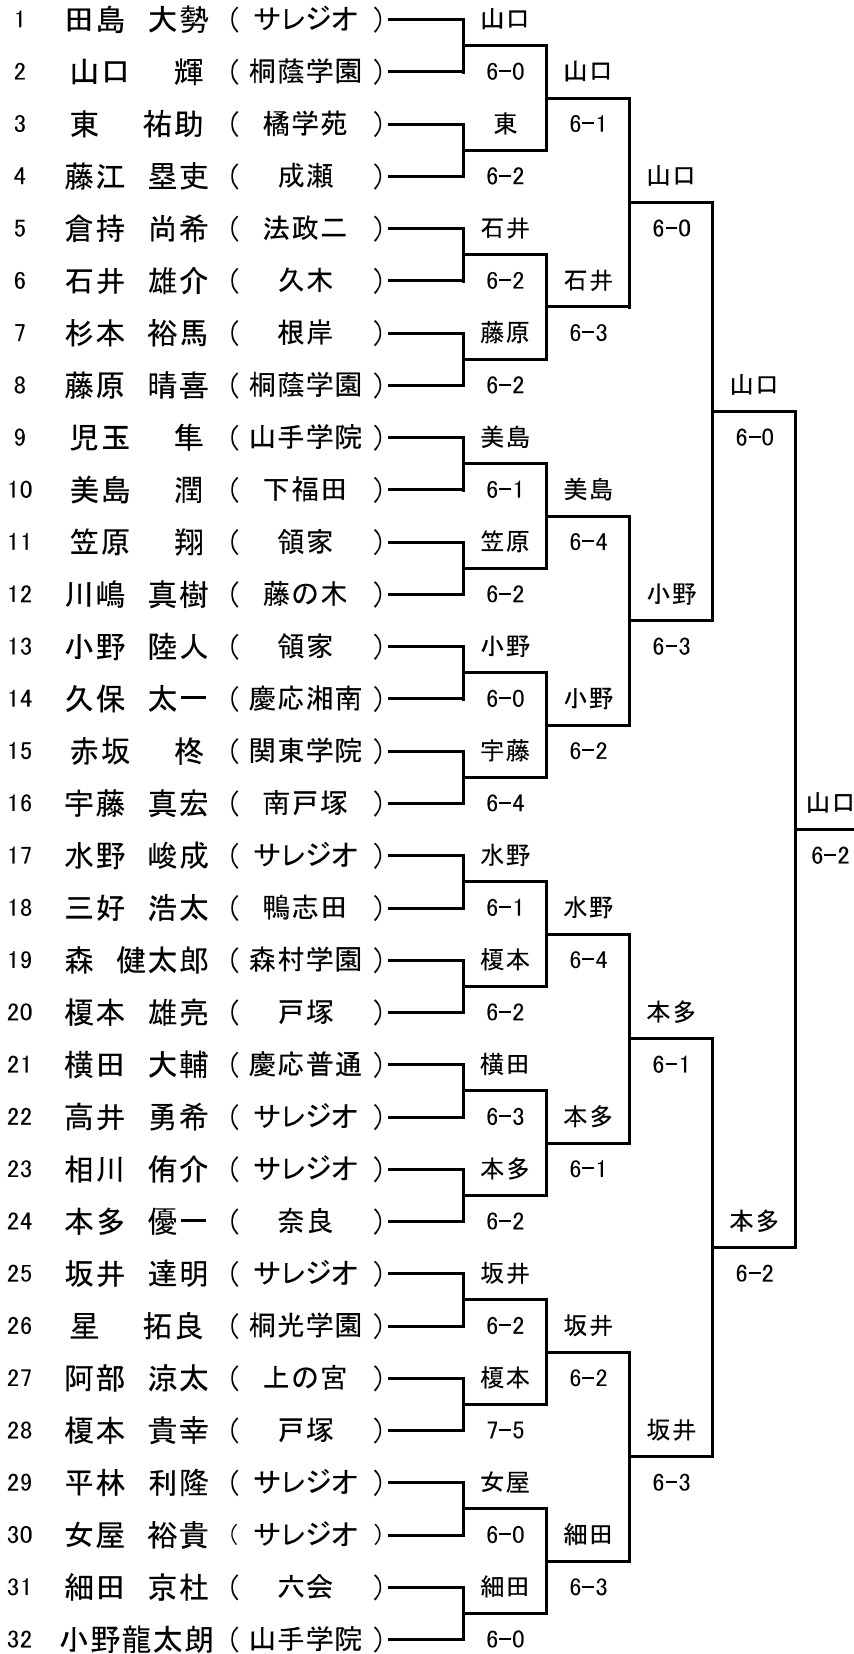 1 田島 大勢 ( サレジオ ) 山口
2 山口 輝 ( 桐蔭学園 ) 6-0 山口
3 東 祐助 ( 橘学苑 ) 東 6-1
4 藤江 塁吏 ( 成瀬 ) 6-2 山口
5 倉持 尚希 ( 法政二 ) 石井 6-0
6 石井 雄介 ( 久木 ) 6-2 石井
7 杉本 裕馬 ( 根岸 ) 藤原 6-3
8 藤原 晴喜 ( 桐蔭学園 ) 6-2 山口
9 児玉 隼 ( 山手学院 ) 美島 6-0
10 美島 潤 ( 下福田 ) 6-1 美島
11 笠原 翔 ( 領家 ) 笠原 6-4
12 川嶋 真樹 ( 藤の木 ) 6-2 小野
13 小野 陸人 ( 領家 ) 小野 6-3
14 久保 太一 ( 慶応湘南 ) 6-0 小野
15 赤坂 柊 ( 関東学院 ) 宇藤 6-2
16 宇藤 真宏 ( 南戸塚 ) 6-4 山口
17 水野 峻成 ( サレジオ ) 水野 6-2
18 三好 浩太 ( 鴨志田 ) 6-1 水野
19 森 健太郎 ( 森村学園 ) 榎本 6-4
20 榎本 雄亮 ( 戸塚 ) 6-2 本多
21 横田 大輔 ( 慶応普通 ) 横田 6-1
22 高井 勇希 ( サレジオ ) 6-3 本多
23 相川 侑介 ( サレジオ ) 本多 6-1
24 本多 優一 ( 奈良 ) 6-2 本多
25 坂井 達明 ( サレジオ ) 坂井 6-2
26 星 拓良 ( 桐光学園 ) 6-2 坂井
27 阿部 涼太 ( 上の宮 ) 榎本 6-2
28 榎本 貴幸 ( 戸塚 ) 7-5 坂井
29 平林 利隆 ( サレジオ ) 女屋 6-3
30 女屋 裕貴 ( サレジオ ) 6-0 細田
31 細田 京杜 ( 六会 ) 細田 6-3
32 小野龍太朗 ( 山手学院 ) 6-0